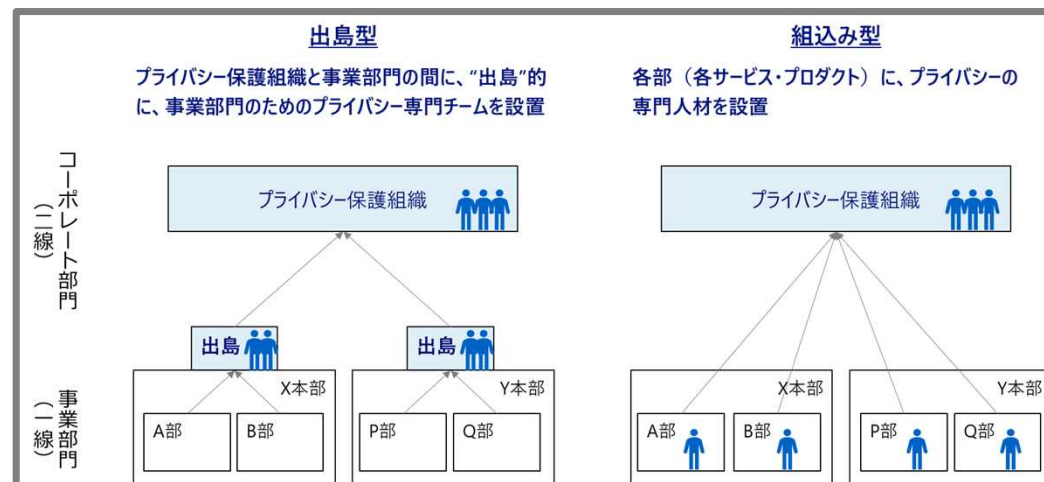 出島型
プライバシー保護組織と事業部門の間に、“出島”的
に、事業部門のためのプライバシー専門チームを設置
組込み型
各部（各サービス・プロダクト）に、プライバシーの
専門人材を設置
コーポレート部門
（二線）
プライバシー保護組織
プライバシー保護組織
出島
出島
事業部門
（一線）
X本部
A部
B部
Y本部
P部
Q部
X本部
A部
B部
Y本部
P部
Q部